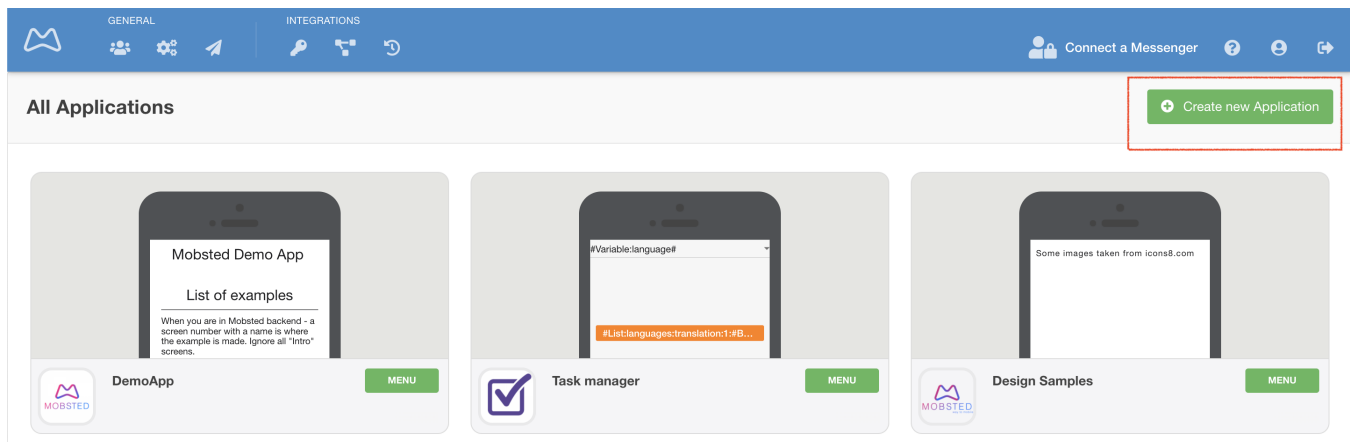 GENERAL
INTEGRATIONS
Connect a Messenger
All Applications
Create new Application
Mobsted Demo App
List of examples
When you are in Mobsted backend - a
screen number with a name is where
the example is made. Ignore all "Intro"
screens.
#Variable:language#
#List:languages:translation:1:#B...
Some images taken from icons8.com
MOBSTED
DemoApp
MENU
Task manager
MENU
MOBSTED
Design Samples
MENU